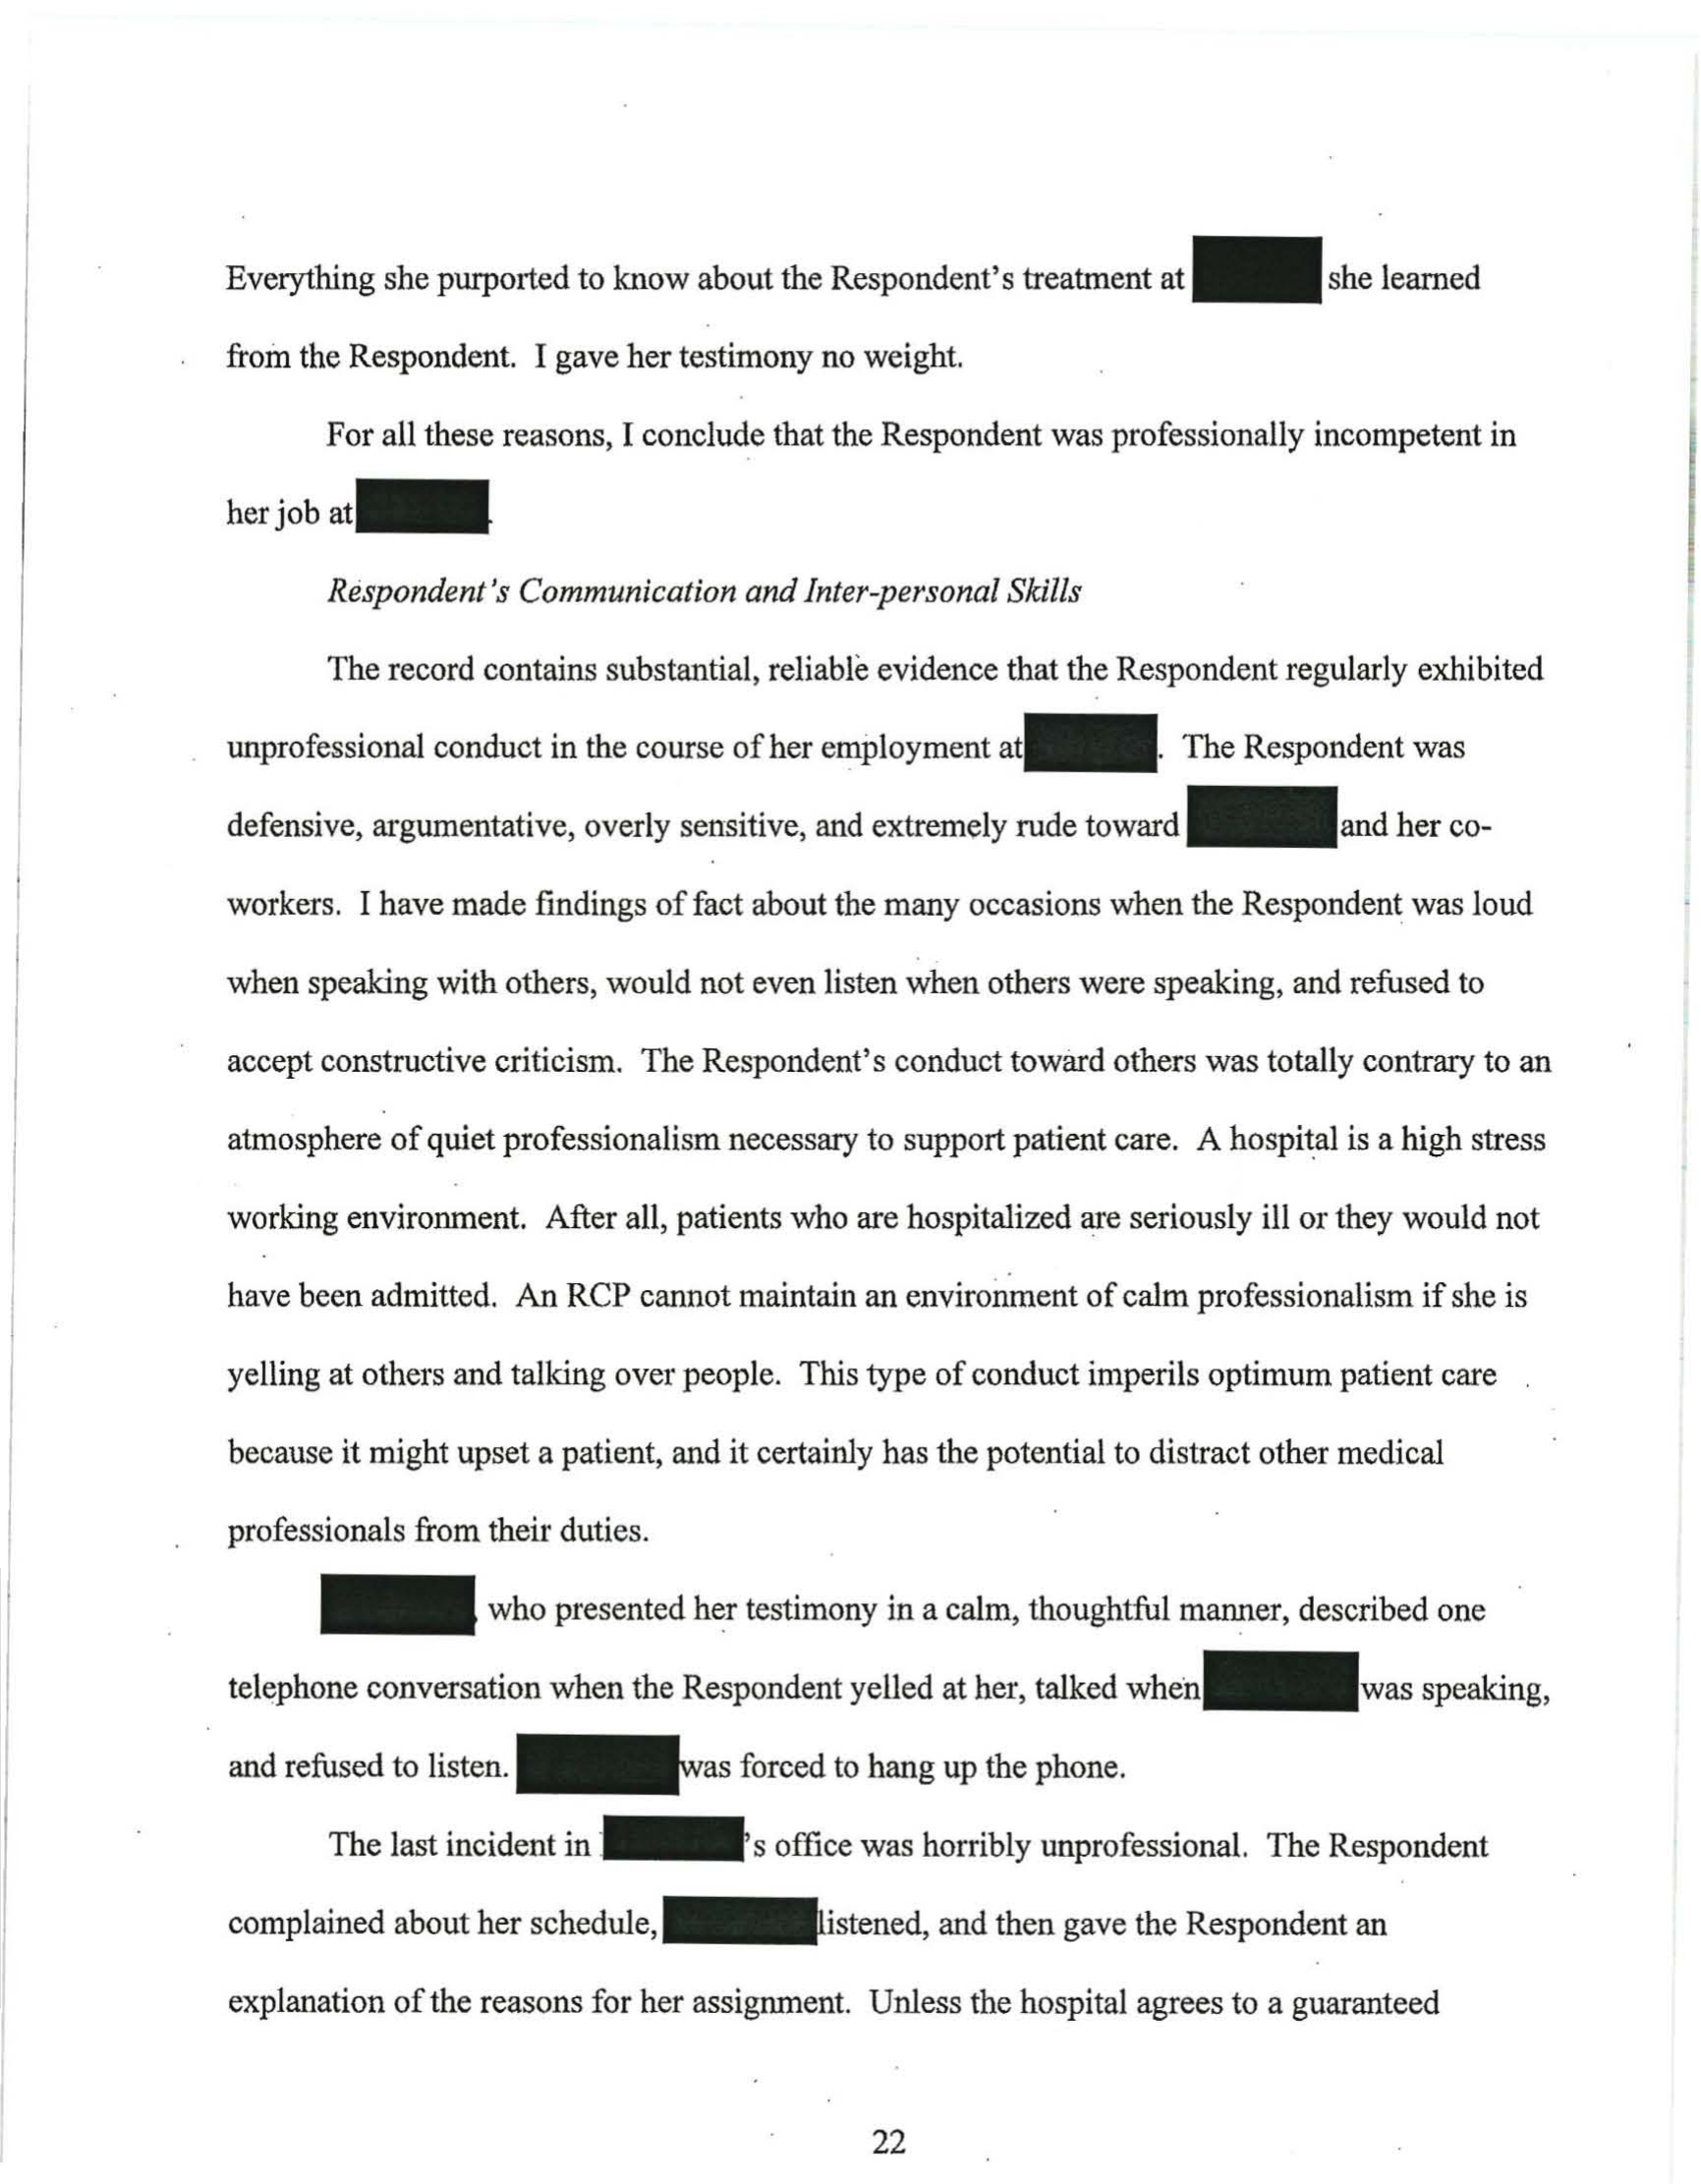 Everything she purported to know about the Respondent's treatment at she learned
from the Respondent. I gave her testimony no weight.
For all these reasons, I conclude that the Respondent was professionally incompetent in
her job at .
Respondent's Communication and Inter-personal Skills
The record contains substantial, reliable evidence that the Respondent regularly exhibited
unprofessional conduct in the course of her employment at . The Respondent was
defensive, argumentative, overly sensitive, and extremely rude toward and her co-
workers. I have made findings of fact about the many occasions when the Respondent was loud
when speaking with others, would not even listen when others were speaking, and refused to
accept constructive criticism. The Respondent's conduct toward others was totally contrary to an
atmosphere of quiet professionalism necessary to support patient care. A hospital is a high stress
working environment. After all, patients who are hospitalized are seriously ill or they would not
have been admitted. An RCP cannot maintain an environment of calm professionalism if she is
yelling at others and talking over people. This type of conduct imperils optimum patient care
because it might upset a patient, and it certainly has the potential to distract other medical
professionals from their duties.
, who presented her testimony in a calm, thoughtful manner, described one
telephone conversation when the Respondent yelled at her, talked when was speaking,
and refused to listen. was forced to hang up the phone.
The last incident in 's office was horribly unprofessional. The Respondent
complained about her schedule, listened, and then gave the Respondent an
explanation of the reasons for her assignment. Unless the hospital agrees to a guaranteed
22